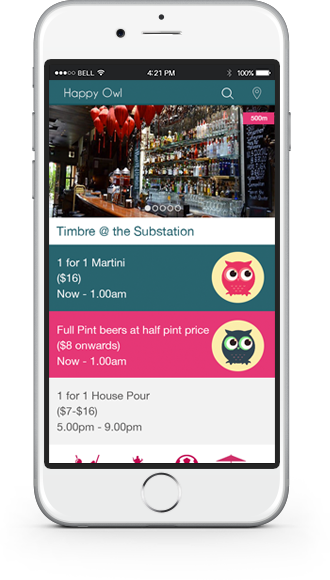 BELL 4:21 PM 100%
Happy Owl
500m
Timbre @ the Substation
1 for 1 Martini
($16)
Now - 1.00am
Full Pint beers at half pint price
($8 onwards)
Now - 1.00am
1 for 1 House Pour
($7-$16)
5.00pm - 9.00pm